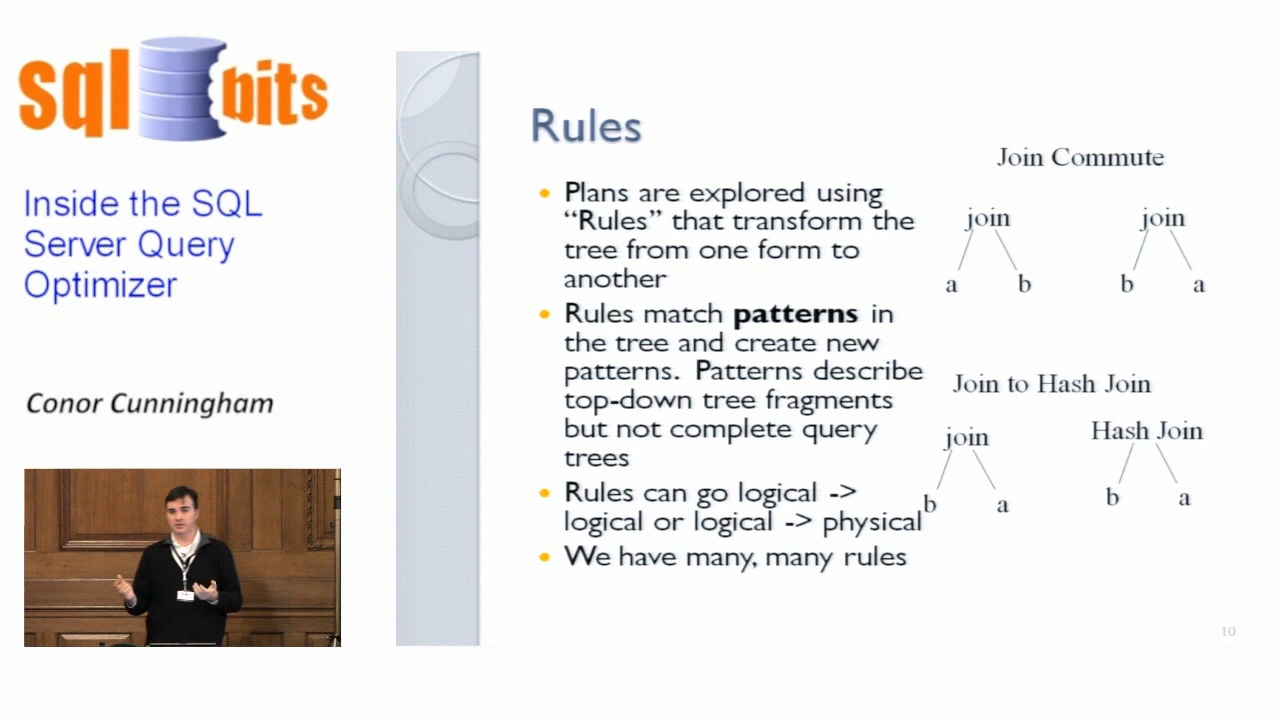 sql bits
Inside the SQL
Server Query
Optimizer
Conor Cunningham
Rules
Plans are explored using
“Rules” that transform the
tree from one form to
another
Rules match patterns in
the tree and create new
patterns. Patterns describe
top-down tree fragments
but not complete query
trees
Rules can go logical ->
logical or logical -> physical
We have many, many rules
Join Commute
join join
a b b a
Join to Hash Join
join Hash Join
b a b a
10